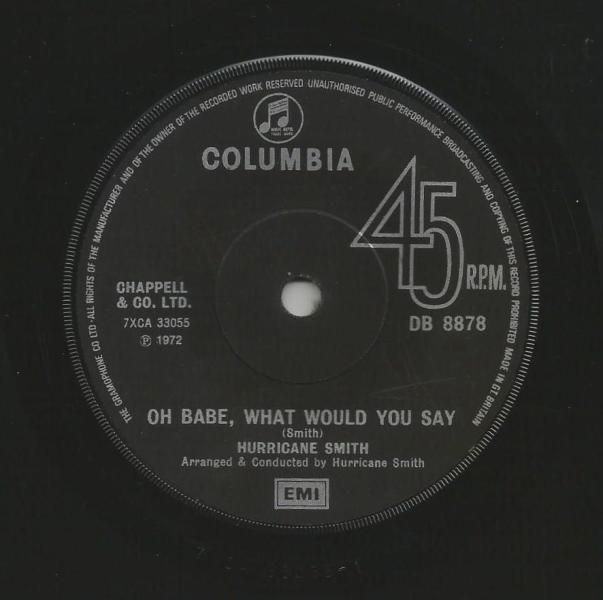 THE GRAMOPHONE CO LTD · ALL RIGHTS OF THE MANUFACTURER AND OF THE OWNER OF THE RECORDED WORK RESERVED UNAUTHORISED PUBLIC PERFORMANCE BROADCASTING AND COPYING OF THIS RECORD PROHIBITED MADE IN GT BRITAIN
COLUMBIA
45
R.P.M.
CHAPPELL
& CO. LTD.
7XCA 33055
Ⓟ 1972
DB 8878
OH BABE, WHAT WOULD YOU SAY
(Smith)
HURRICANE SMITH
Arranged & Conducted by Hurricane Smith
EMI